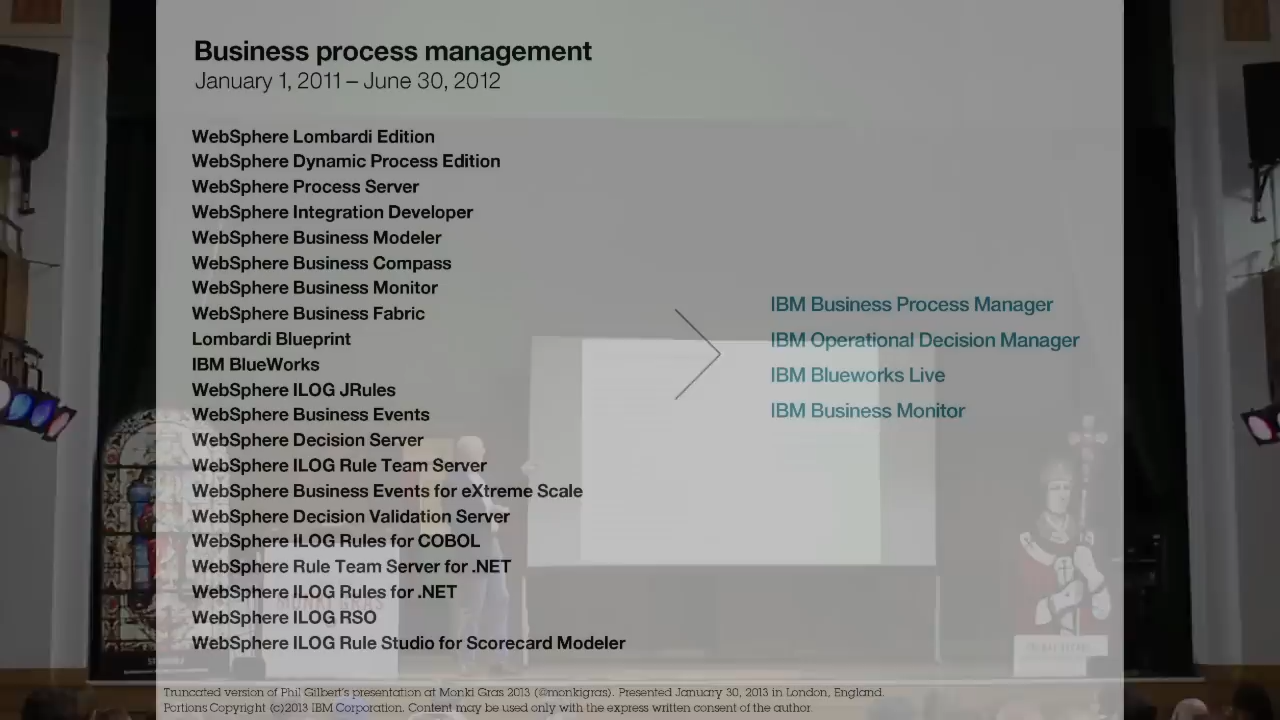 Business process management
January 1, 2011 – June 30, 2012
WebSphere Lombardi Edition
WebSphere Dynamic Process Edition
WebSphere Process Server
WebSphere Integration Developer
WebSphere Business Modeler
WebSphere Business Compass
WebSphere Business Monitor
WebSphere Business Fabric
Lombardi Blueprint
IBM BlueWorks
WebSphere ILOG JRules
WebSphere Business Events
WebSphere Decision Server
WebSphere ILOG Rule Team Server
WebSphere Business Events for eXtreme Scale
WebSphere Decision Validation Server
WebSphere ILOG Rules for COBOL
WebSphere Rule Team Server for .NET
WebSphere ILOG Rules for .NET
WebSphere ILOG RSO
WebSphere ILOG Rule Studio for Scorecard Modeler
IBM Business Process Manager
IBM Operational Decision Manager
IBM Blueworks Live
IBM Business Monitor
MONKI GRAS
Truncated version of Phil Gilbert's presentation at Monki Gras 2013 (@monkigras). Presented January 30, 2013 in London, England.
Portions Copyright (c)2013 IBM Corporation. Content may be used only with the express written consent of the author.